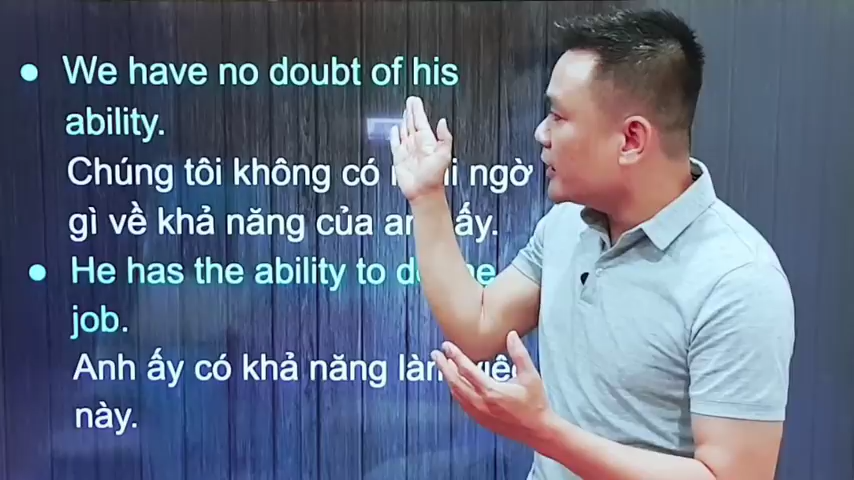 We have no doubt of his
ability.
Chúng tôi không có ngờ
gì về khả năng của
He has the ability to
job.
Anh ấy có khả năng
này.